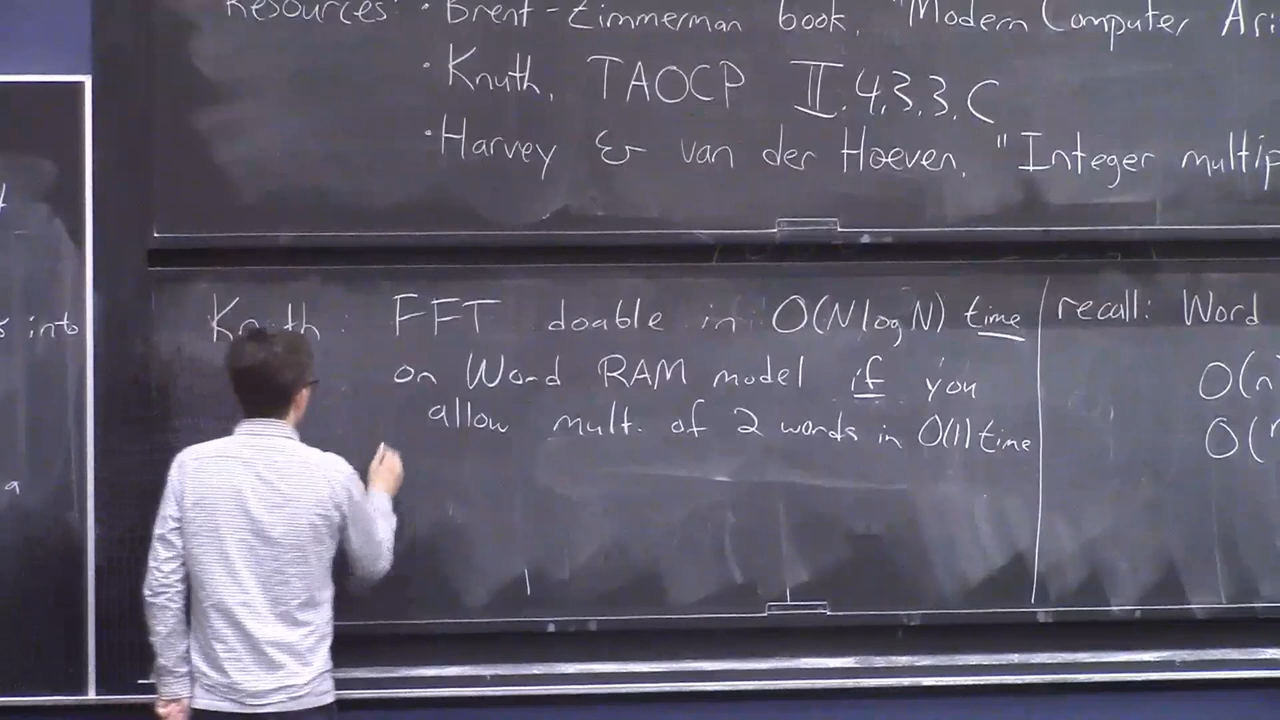 Resources: • Brent-Zimmerman book, "Modern Computer Ari
• Knuth, TAOCP II.4.3.3.C
• Harvey & van der Hoeven, "Integer multip
s into
a
Knuth: FFT doable in O(N log N) time
on Word RAM model if you
allow mult. of 2 words in O(1) time
recall: Word
O(n
O(